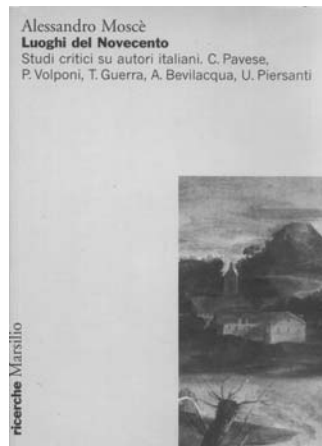 Alessandro Moscè
Luoghi del Novecento
Studi critici su autori italiani. C. Pavese,
P. Volponi, T. Guerra, A. Bevilacqua, U. Piersanti
ricerche Marsilio